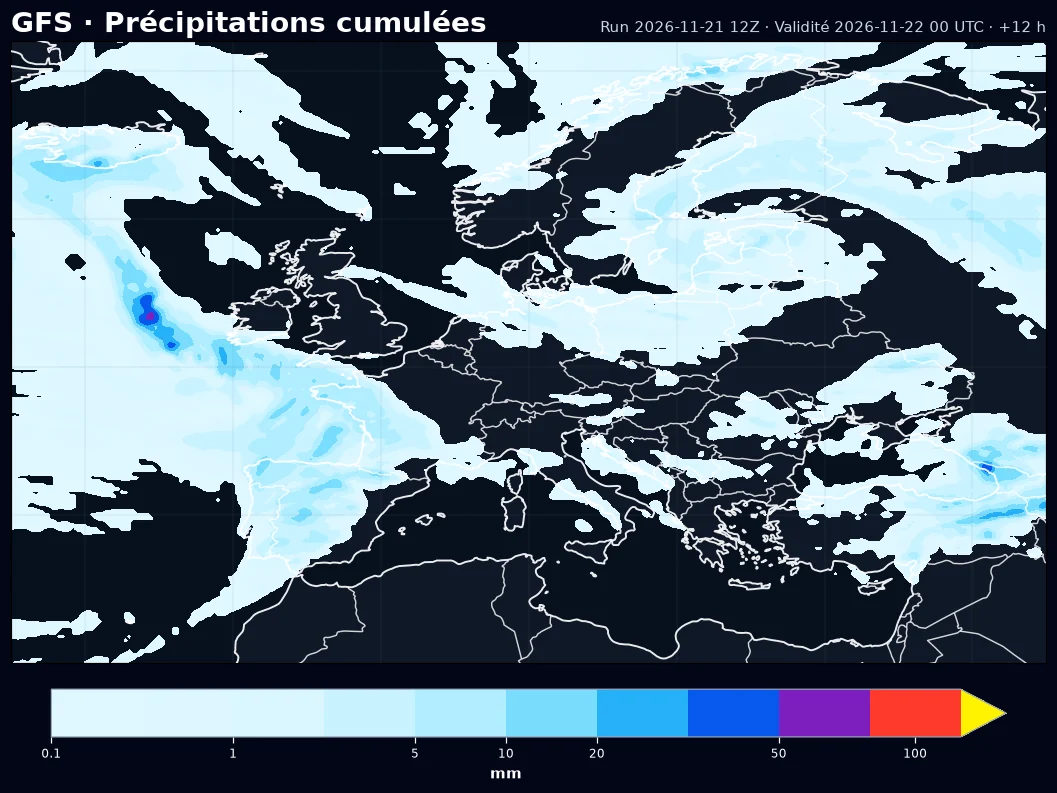 GFS · Précipitations cumulées
Run 2026-11-21 12Z · Validité 2026-11-22 00 UTC · +12 h
0.1 1 5 10 20 50 100
mm